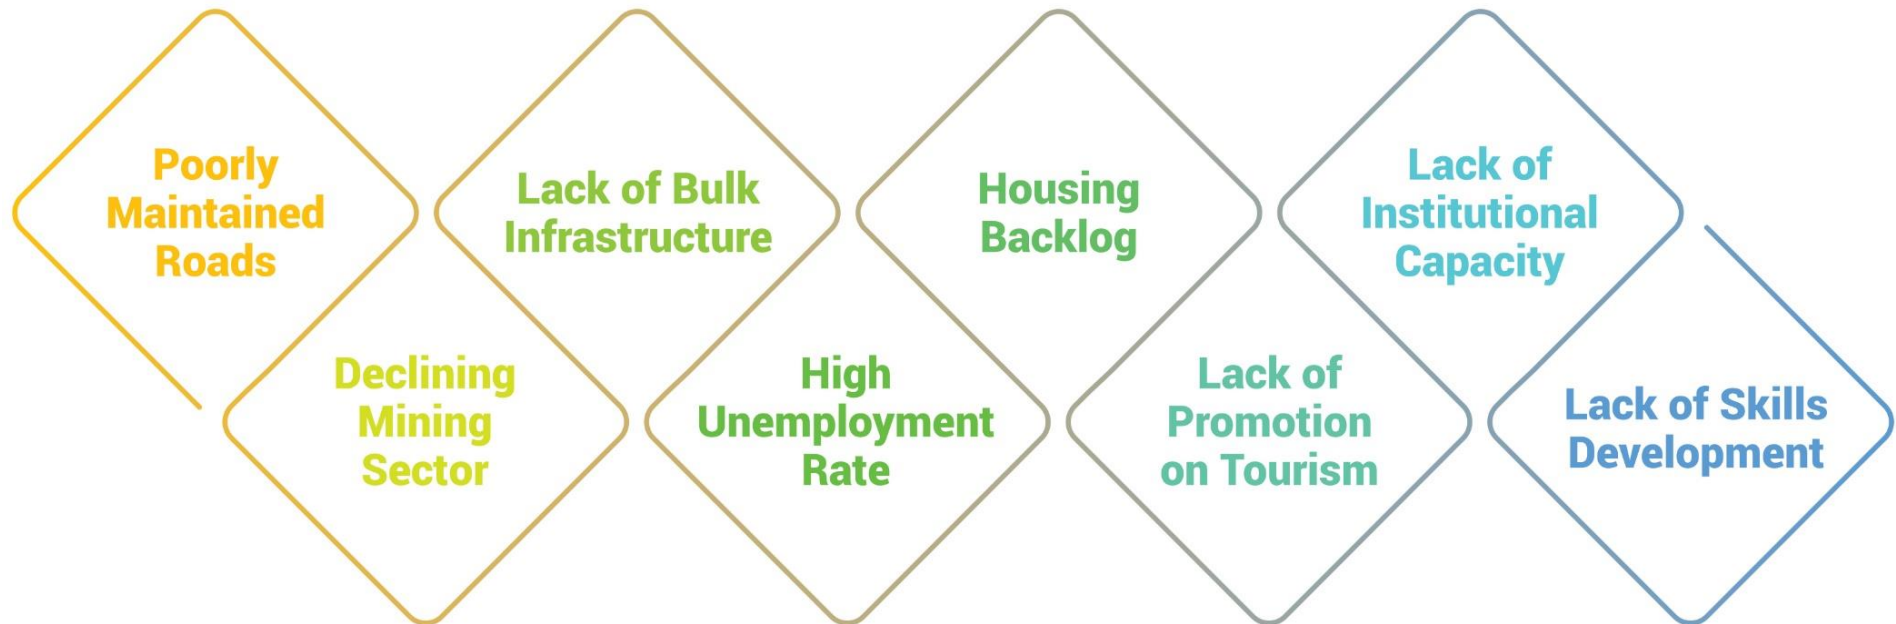 Poorly
Maintained
Roads
Declining
Mining
Sector
Lack of Bulk
Infrastructure
High
Unemployment
Rate
Housing
Backlog
Lack of
Promotion
on Tourism
Lack of
Institutional
Capacity
Lack of Skills
Development